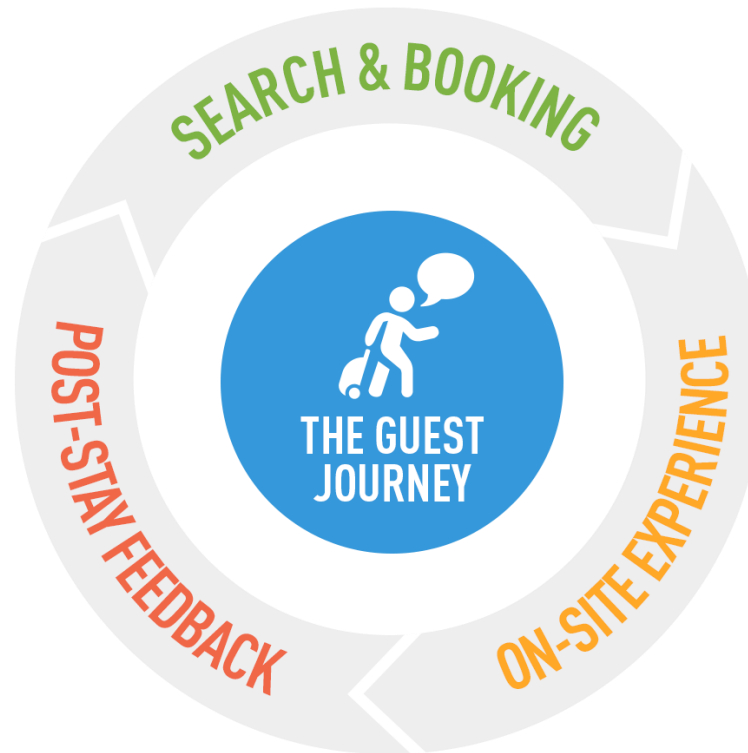 SEARCH & BOOKING
ON-SITE EXPERIENCE
POST-STAY FEEDBACK
THE GUEST
JOURNEY